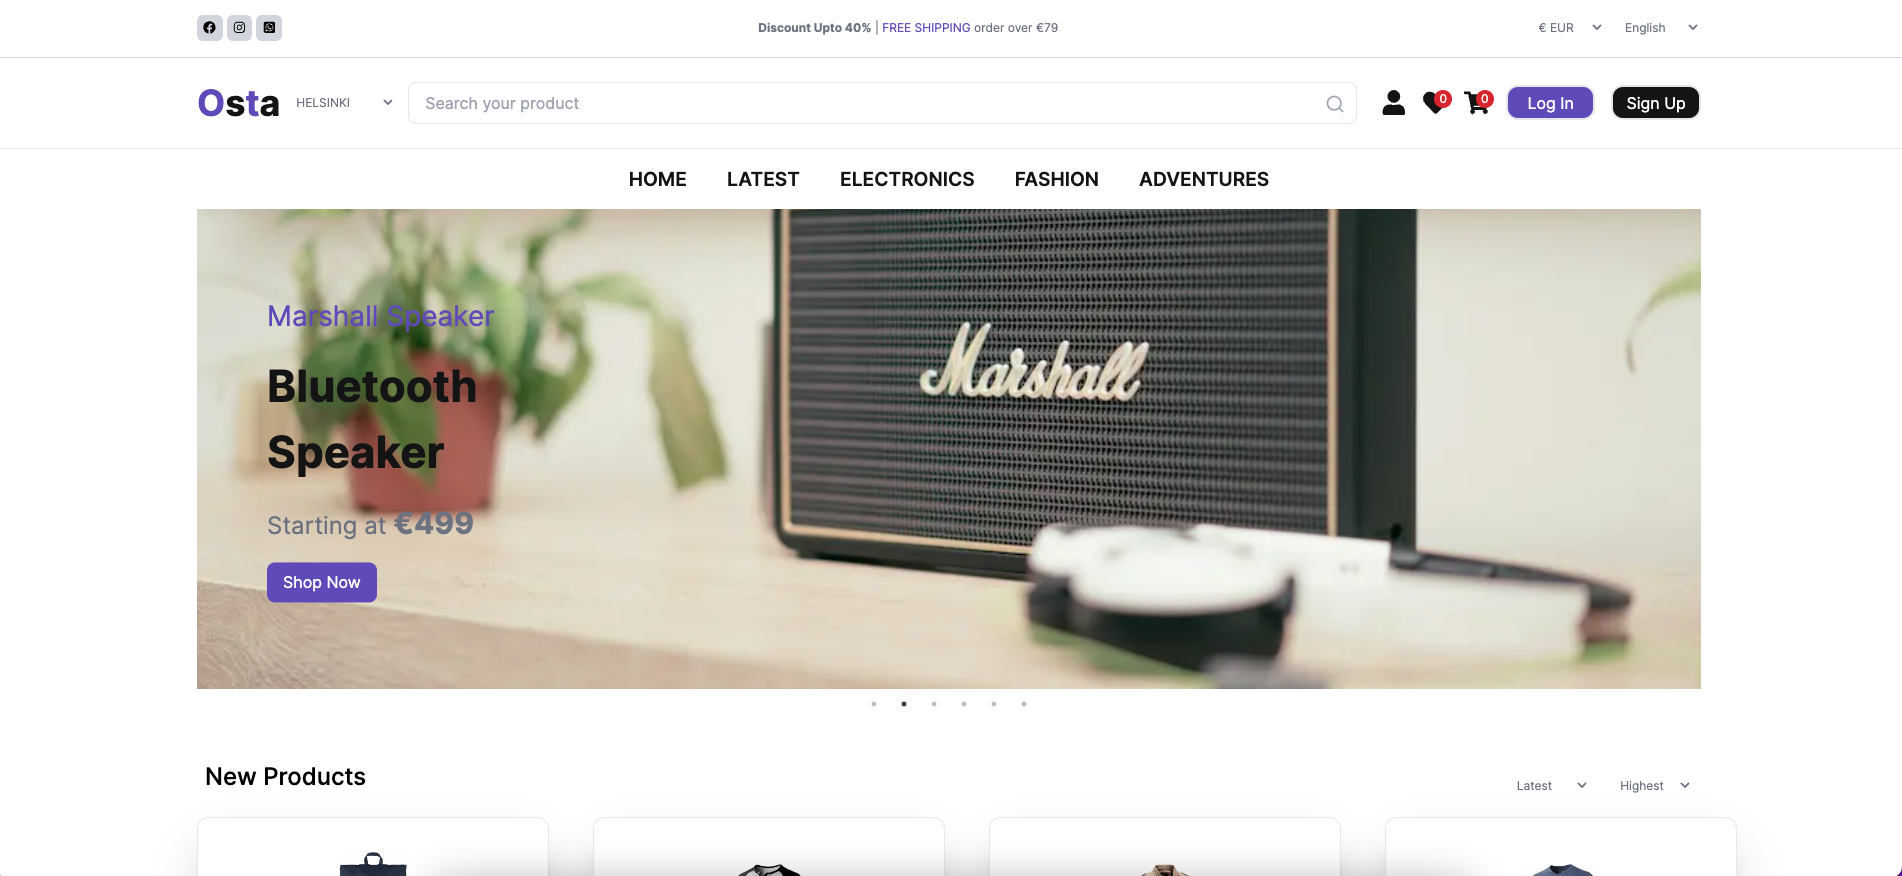 Discount Upto 40% | FREE SHIPPING order over €79
€ EUR
English
Osta
HELSINKI
Search your product
0
0
Log In
Sign Up
HOME
LATEST
ELECTRONICS
FASHION
ADVENTURES
Marshall Speaker
Bluetooth
Speaker
Starting at €499
Shop Now
Marshall
New Products
Latest
Highest